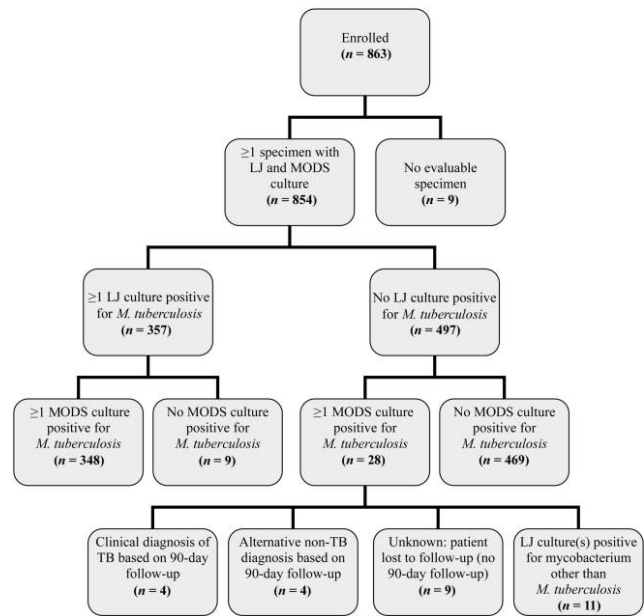 Enrolled
(n = 863)
≥1 specimen with
LJ and MODS
culture
(n = 854)
No evaluable
specimen
(n = 9)
≥1 LJ culture positive
for M. tuberculosis
(n = 357)
No LJ culture positive
for M. tuberculosis
(n = 497)
≥1 MODS culture
positive for
M. tuberculosis
(n = 348)
No MODS culture
positive for
M. tuberculosis
(n = 9)
≥1 MODS culture
positive for
M. tuberculosis
(n = 28)
No MODS culture
positive for
M. tuberculosis
(n = 469)
Clinical diagnosis of
TB based on 90-day
follow-up
(n = 4)
Alternative non-TB
diagnosis based on
90-day follow-up
(n = 4)
Unknown: patient
lost to follow-up (no
90-day follow-up)
(n = 9)
LJ culture(s) positive
for mycobacterium
other than
M. tuberculosis
(n = 11)